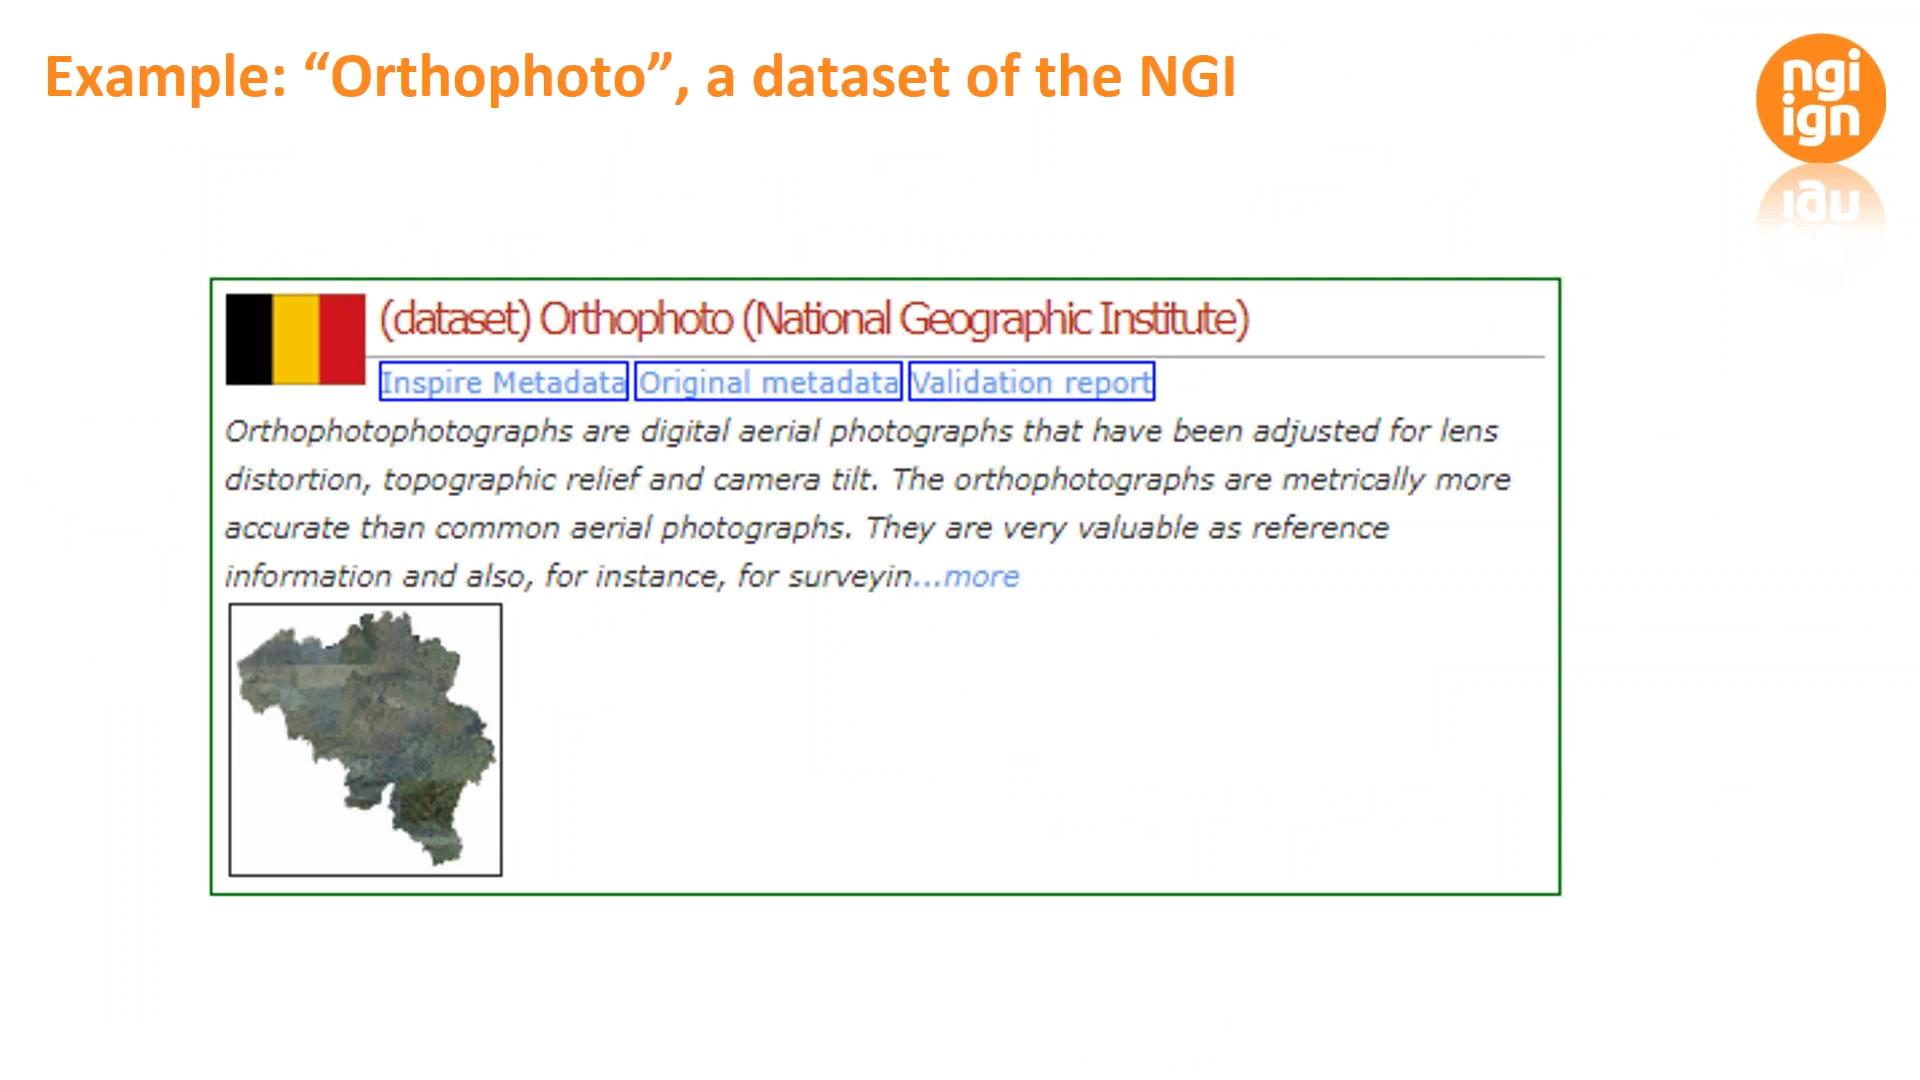 Example: “Orthophoto”, a dataset of the NGI
ngi
ign
(dataset) Orthophoto (National Geographic Institute)
Inspire Metadata Original metadata Validation report
Orthophotophotographs are digital aerial photographs that have been adjusted for lens
distortion, topographic relief and camera tilt. The orthophotographs are metrically more
accurate than common aerial photographs. They are very valuable as reference
information and also, for instance, for surveyin...more